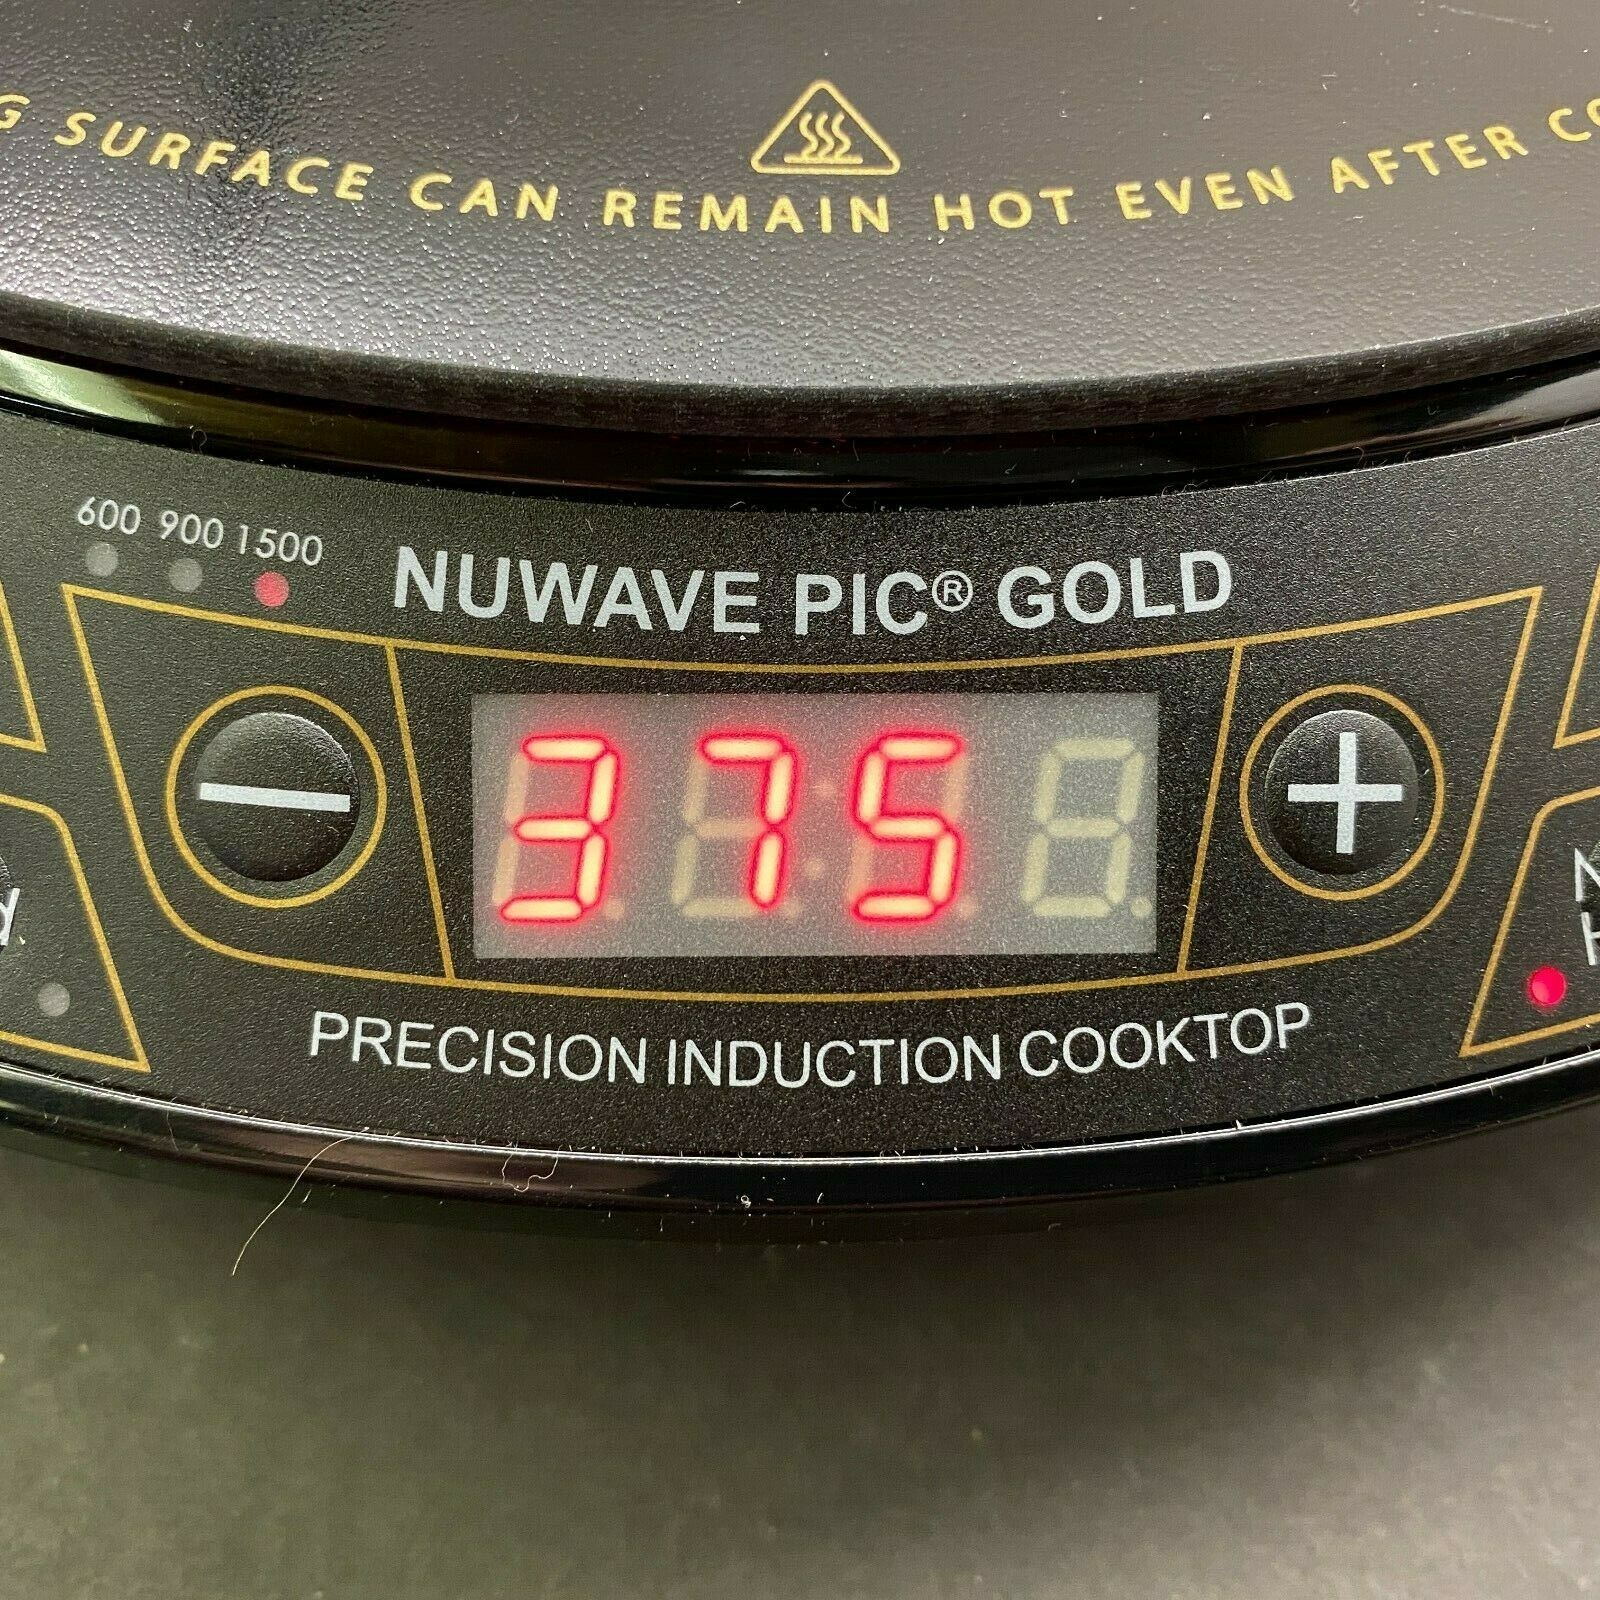 SURFACE CAN REMAIN HOT EVEN AFTER
600 900 1500
NUWAVE PIC® GOLD
− 375 +
PRECISION INDUCTION COOKTOP